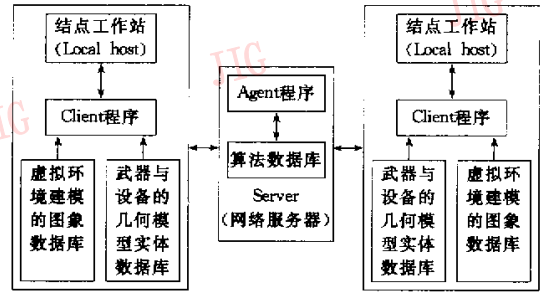 结点工作站
(Local host)
Client程序
虚拟环
境建模
的图象
数据库
武器与
设备的
几何模
型实体
数据库
Agent程序
算法数据库
Server
(网络服务器)
结点工作站
(Local host)
Client程序
武器与
设备的
几何模
型实体
数据库
虚拟环
境建模
的图象
数据库
JIG
JIG
JIG